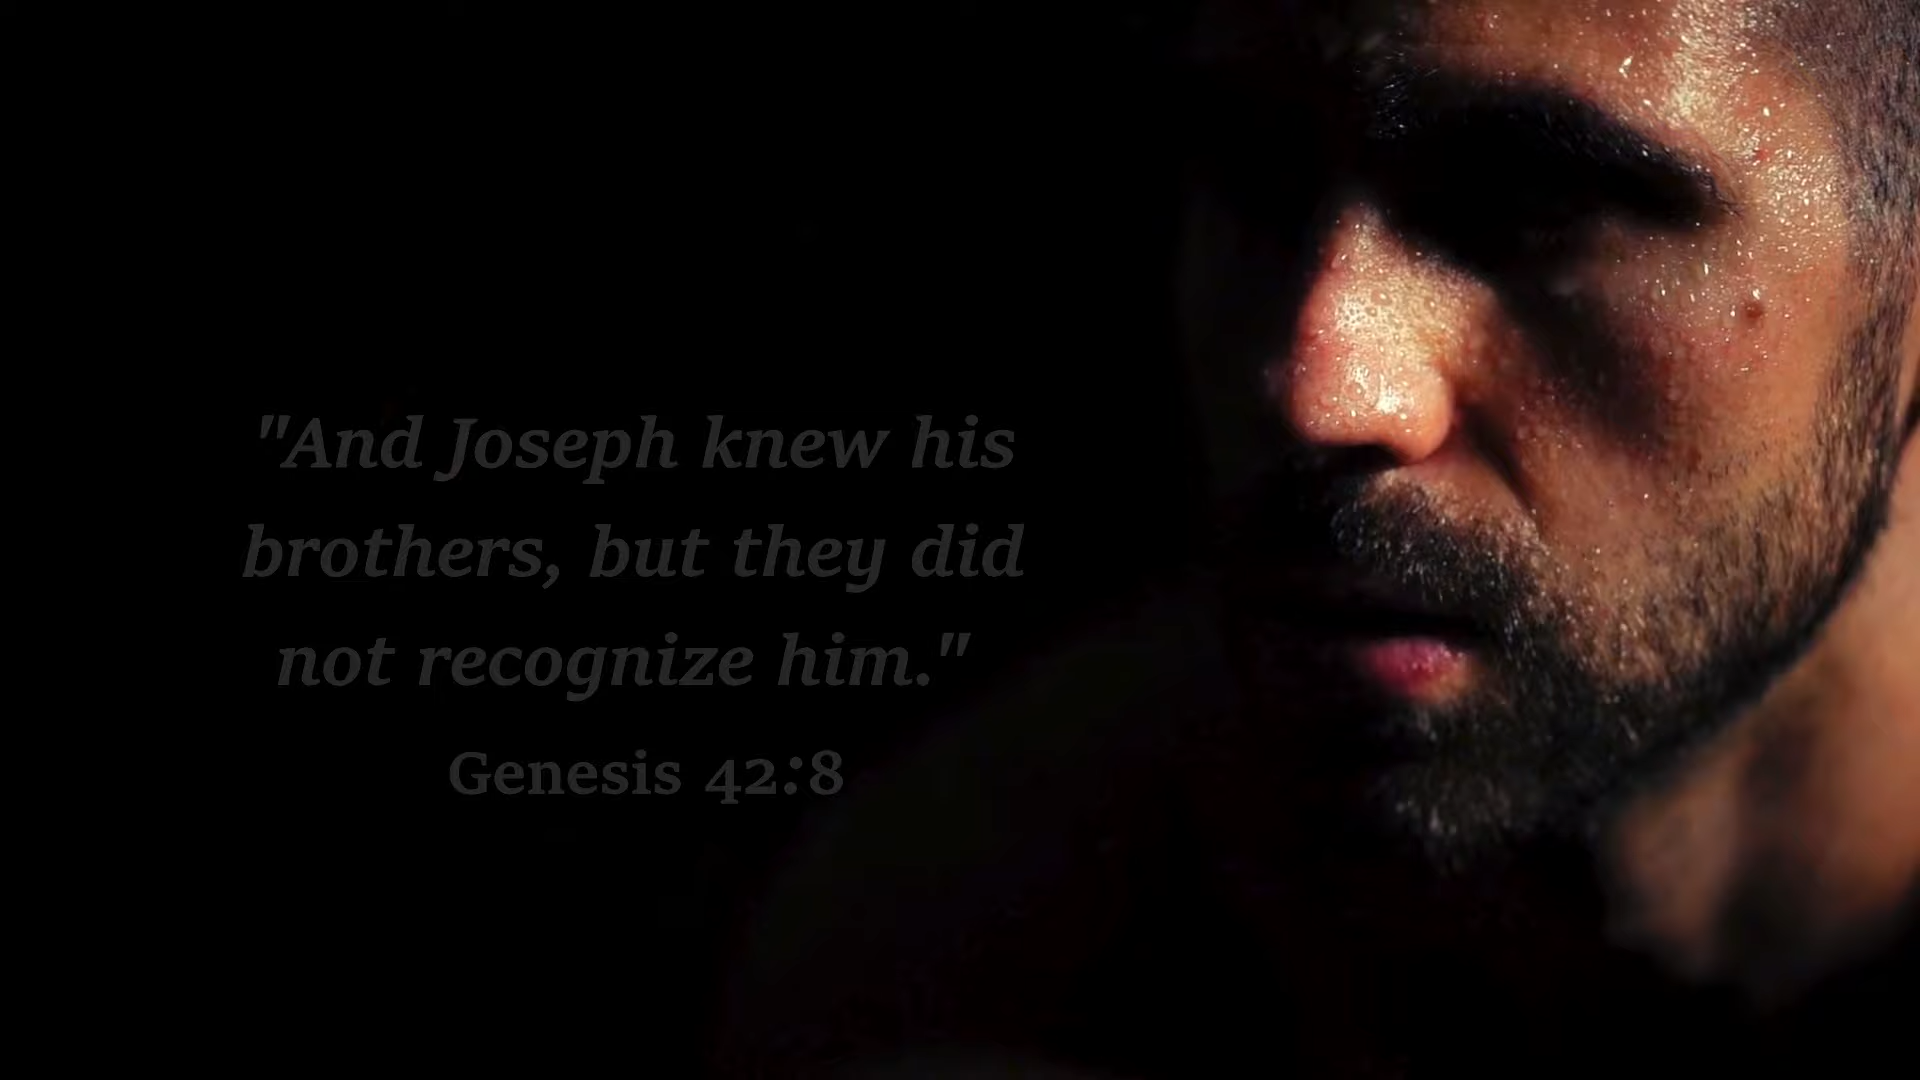 "And Joseph knew his
brothers, but they did
not recognize him."
Genesis 42:8